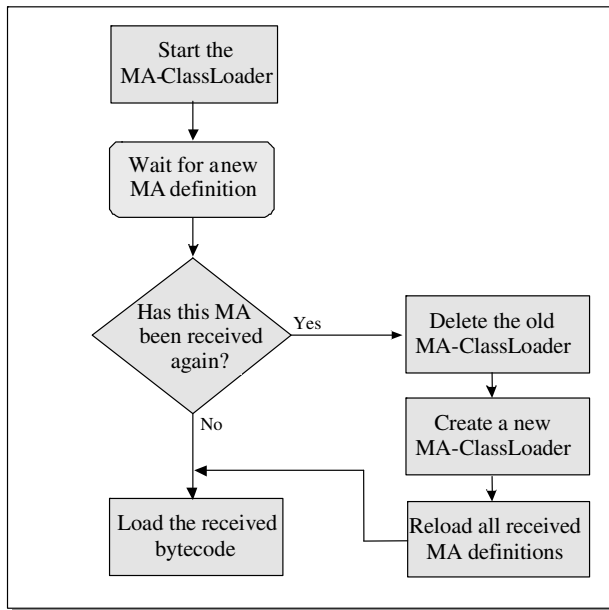 Start the
MA-ClassLoader
Wait for a new
MA definition
Has this MA
been received
again?
Yes
No
Delete the old
MA-ClassLoader
Create a new
MA-ClassLoader
Reload all received
MA definitions
Load the received
bytecode